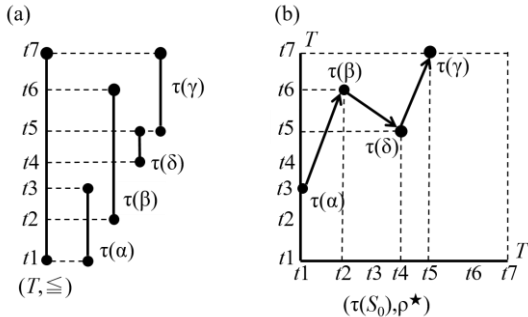 (a)
t7
t6
t5
t4
t3
t2
t1
τ(γ)
τ(δ)
τ(β)
τ(α)
(T,≦)
(b)
t7 T
t6
t5
t4
t3
t2
t1
τ(β)
τ(γ)
τ(δ)
τ(α)
T
t1 t2 t3 t4 t5 t6 t7
(τ(S₀),ρ★)